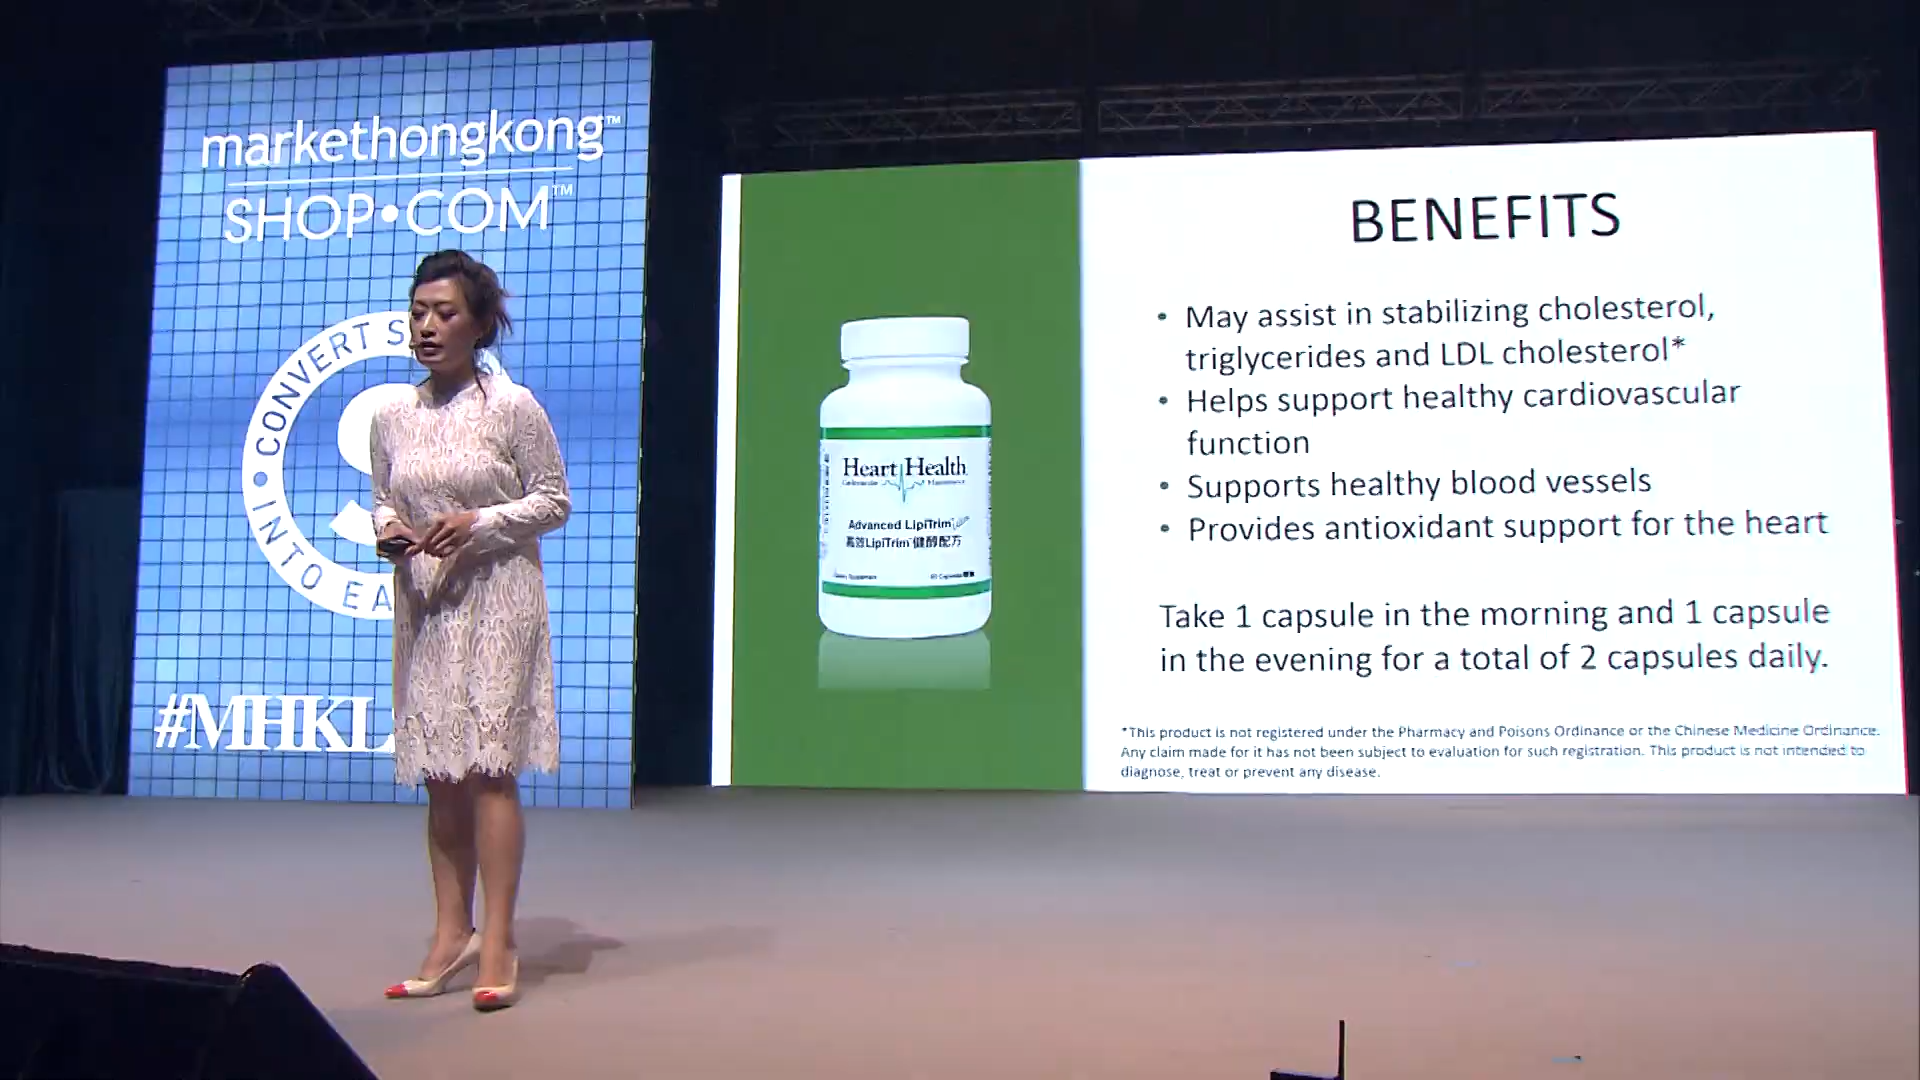 markethongkong™
SHOP•COM™
• CONVERT S
INTO EA
#MHKL
BENEFITS
• May assist in stabilizing cholesterol,
triglycerides and LDL cholesterol*
• Helps support healthy cardiovascular
function
• Supports healthy blood vessels
• Provides antioxidant support for the heart
Take 1 capsule in the morning and 1 capsule
in the evening for a total of 2 capsules daily.
*This product is not registered under the Pharmacy and Poisons Ordinance or the Chinese Medicine Ordinance.
Any claim made for it has not been subject to evaluation for such registration. This product is not intended to
diagnose, treat or prevent any disease.
Heart Health
Advanced LipiTrim
高效LipiTrim™健醇配方